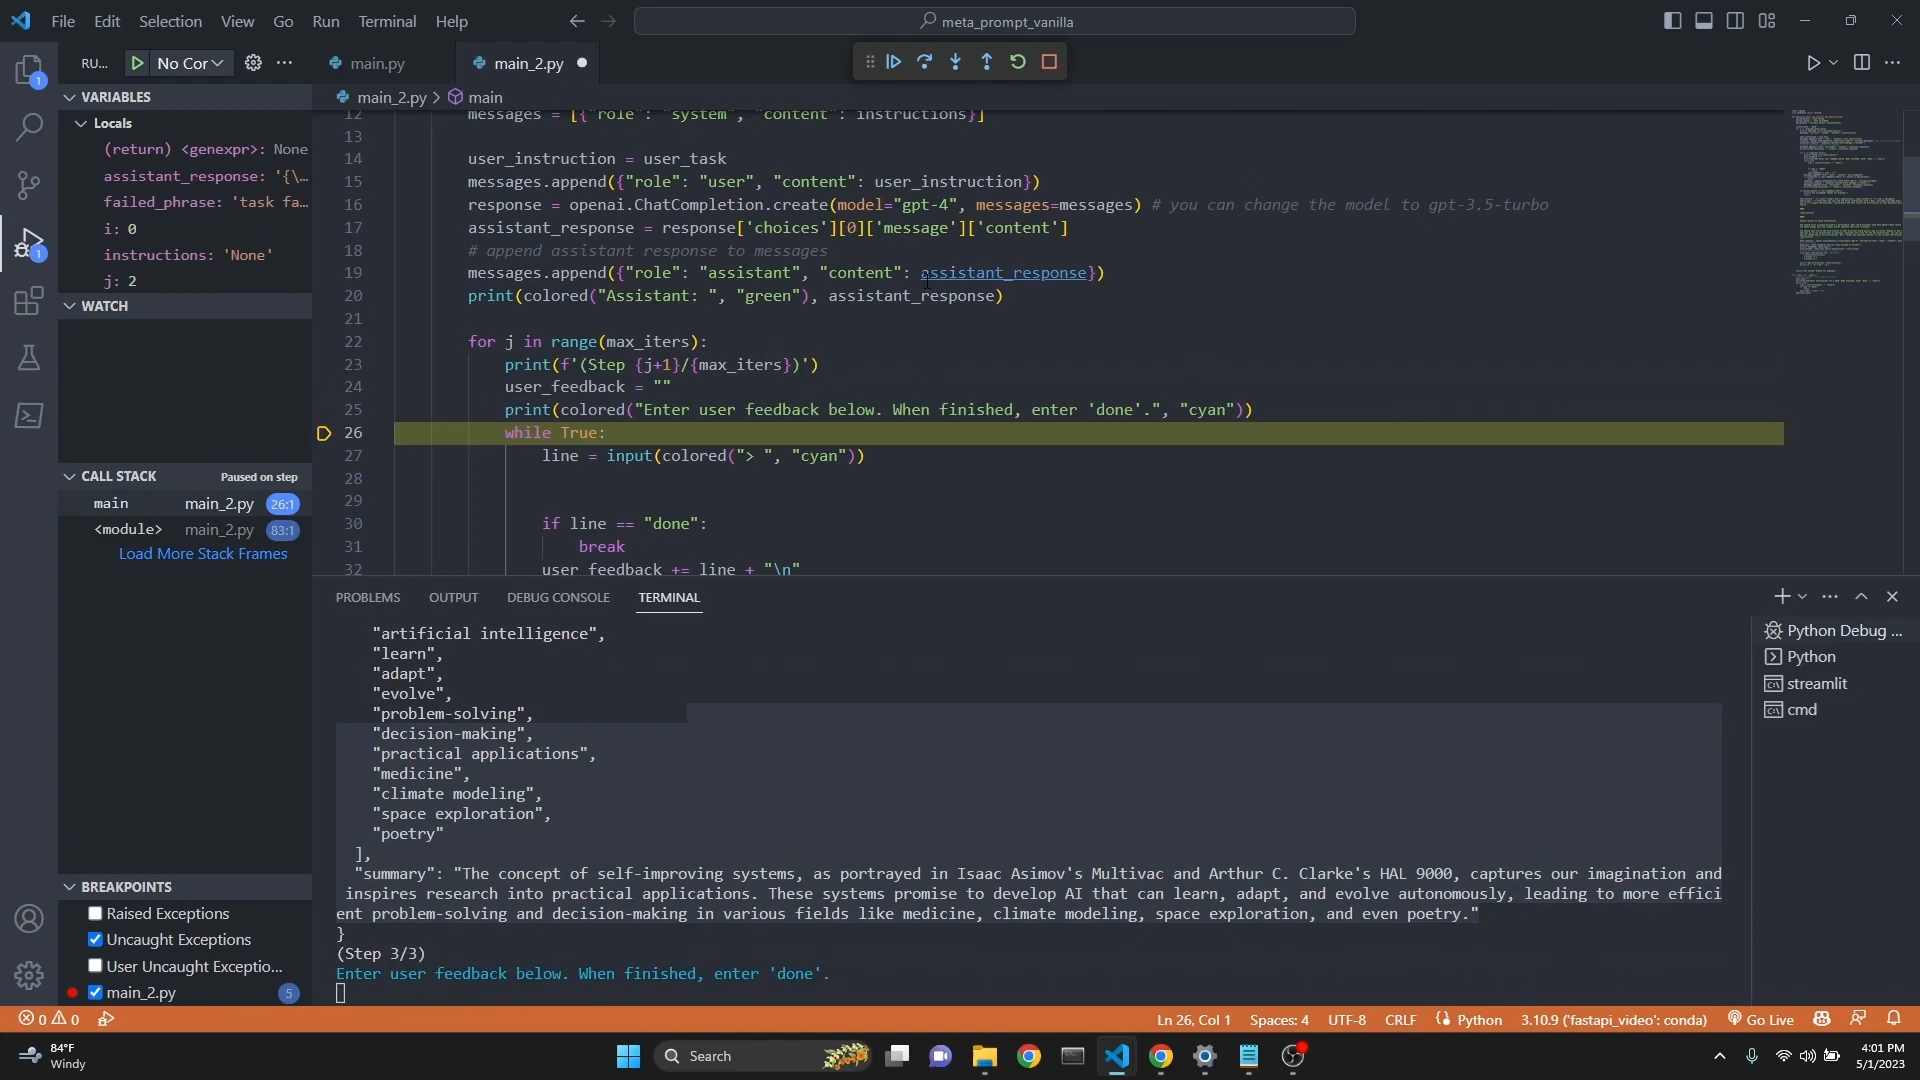 File Edit Selection View Go Run Terminal Help
meta_prompt_vanilla
RU... No Cor
main.py
main_2.py
main_2.py > main
VARIABLES
Locals
(return) <genexpr>: None
assistant_response: '{\...
failed_phrase: 'task fa...
i: 0
instructions: 'None'
j: 2
WATCH
CALL STACK Paused on step
main main_2.py 26:1
<module> main_2.py 83:1
Load More Stack Frames
BREAKPOINTS
Raised Exceptions
Uncaught Exceptions
User Uncaught Exceptio...
main_2.py 5
12 messages = [{"role": "system", "content": instructions}]
13
14 user_instruction = user_task
15 messages.append({"role": "user", "content": user_instruction})
16 response = openai.ChatCompletion.create(model="gpt-4", messages=messages) # you can change the model to gpt-3.5-turbo
17 assistant_response = response['choices'][0]['message']['content']
18 # append assistant response to messages
19 messages.append({"role": "assistant", "content": assistant_response})
20 print(colored("Assistant: ", "green"), assistant_response)
21
22 for j in range(max_iters):
23 print(f'(Step {j+1}/{max_iters})')
24 user_feedback = ""
25 print(colored("Enter user feedback below. When finished, enter 'done'.", "cyan"))
26 while True:
27 line = input(colored("> ", "cyan"))
28
29
30 if line == "done":
31 break
32 user_feedback += line + "\n"
PROBLEMS OUTPUT DEBUG CONSOLE TERMINAL
"artificial intelligence",
"learn",
"adapt",
"evolve",
"problem-solving",
"decision-making",
"practical applications",
"medicine",
"climate modeling",
"space exploration",
"poetry"
],
"summary": "The concept of self-improving systems, as portrayed in Isaac Asimov's Multivac and Arthur C. Clarke's HAL 9000, captures our imagination and
inspires research into practical applications. These systems promise to develop AI that can learn, adapt, and evolve autonomously, leading to more effici
ent problem-solving and decision-making in various fields like medicine, climate modeling, space exploration, and even poetry."
}
(Step 3/3)
Enter user feedback below. When finished, enter 'done'.
Python Debug ...
Python
streamlit
cmd
0 0
Ln 26, Col 1 Spaces: 4 UTF-8 CRLF Python 3.10.9 ('fastapi_video': conda) Go Live
84°F
Windy
Search
4:01 PM
5/1/2023